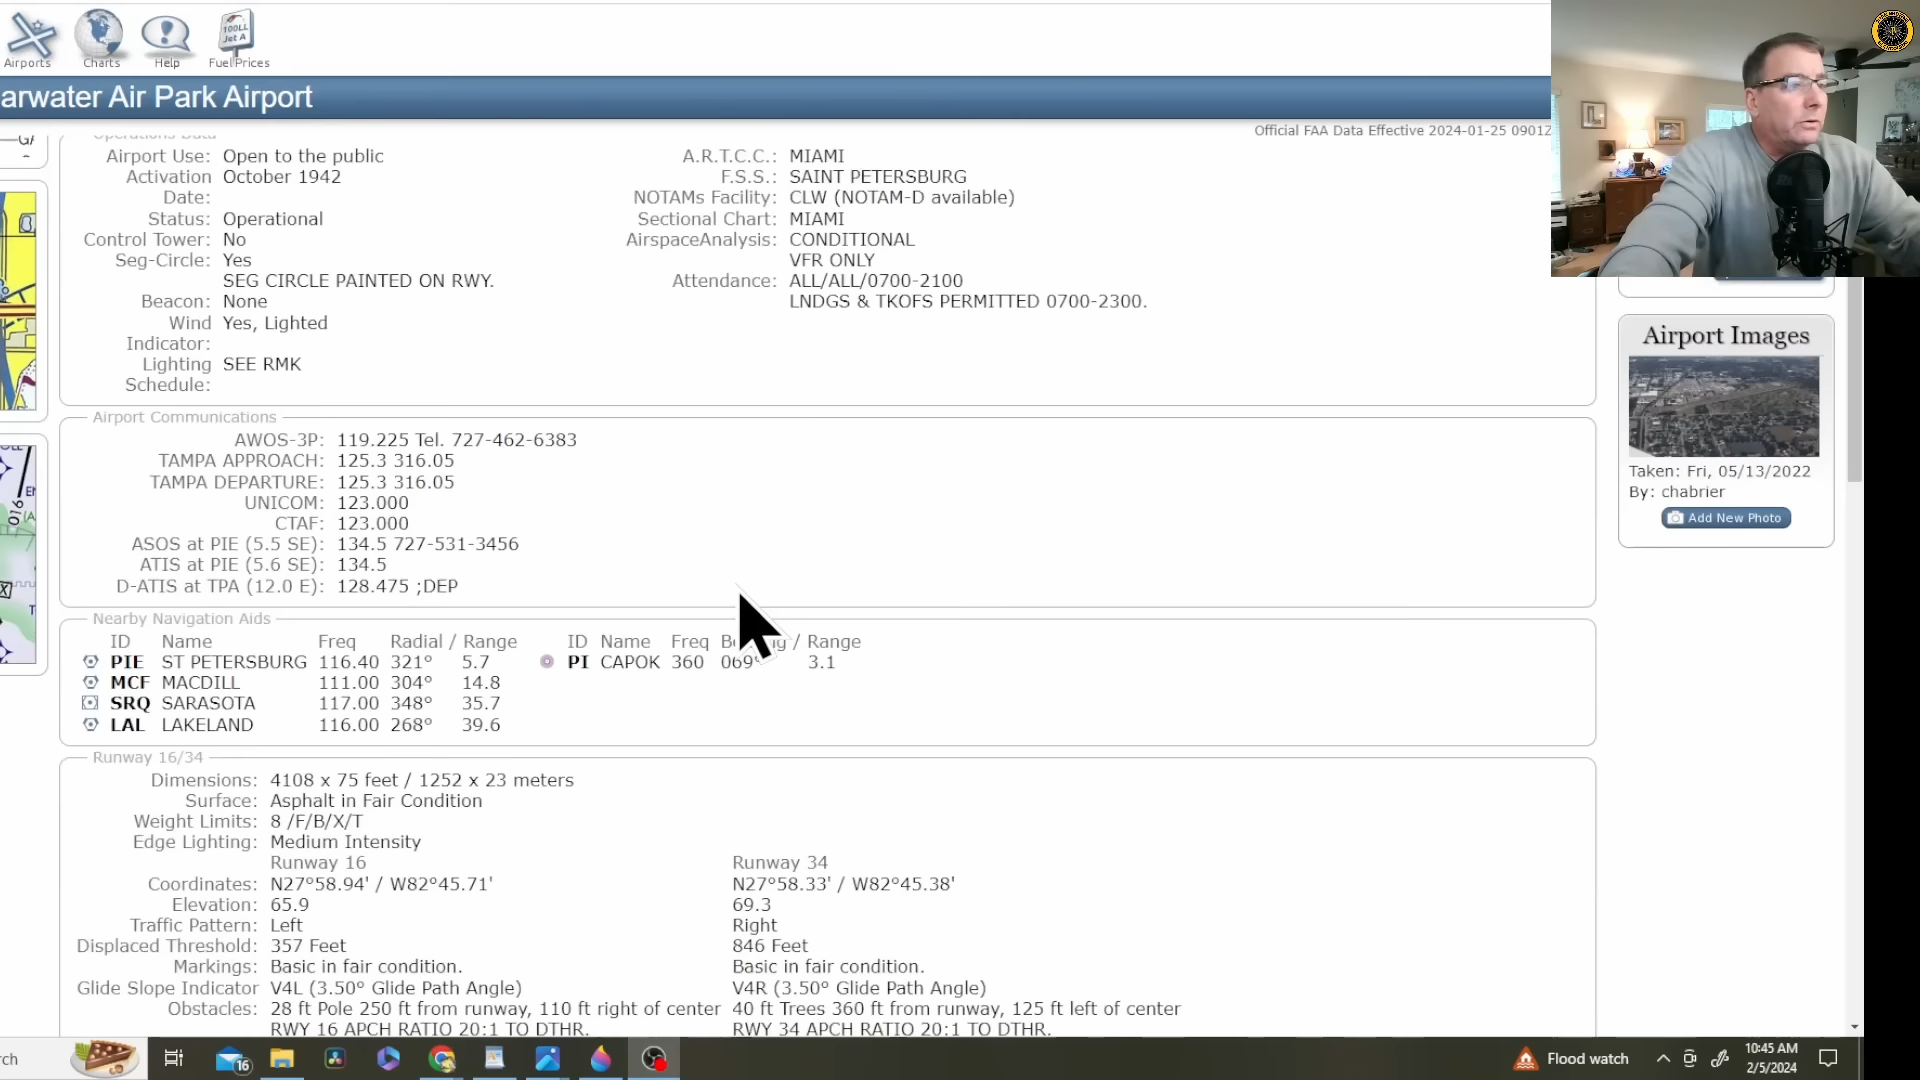 100LL
Jet A
Airports
Charts
Help
Fuel Prices
arwater Air Park Airport
Operations Data
Official FAA Data Effective 2024-01-25 0901Z
Airport Use: Open to the public
Activation October 1942
Date:
Status: Operational
Control Tower: No
Seg-Circle: Yes
SEG CIRCLE PAINTED ON RWY.
Beacon: None
Wind Yes, Lighted
Indicator:
Lighting SEE RMK
Schedule:
A.R.T.C.C.: MIAMI
F.S.S.: SAINT PETERSBURG
NOTAMs Facility: CLW (NOTAM-D available)
Sectional Chart: MIAMI
AirspaceAnalysis: CONDITIONAL
VFR ONLY
Attendance: ALL/ALL/0700-2100
LNDGS & TKOFS PERMITTED 0700-2300.
Airport Images
Taken: Fri, 05/13/2022
By: chabrier
Add New Photo
Airport Communications
AWOS-3P: 119.225 Tel. 727-462-6383
TAMPA APPROACH: 125.3 316.05
TAMPA DEPARTURE: 125.3 316.05
UNICOM: 123.000
CTAF: 123.000
ASOS at PIE (5.5 SE): 134.5 727-531-3456
ATIS at PIE (5.6 SE): 134.5
D-ATIS at TPA (12.0 E): 128.475 ;DEP
016
Nearby Navigation Aids
ID Name Freq Radial / Range ID Name Freq / Range
PIE ST PETERSBURG 116.40 321° 5.7 PI CAPOK 360 069° 3.1
MCF MACDILL 111.00 304° 14.8
SRQ SARASOTA 117.00 348° 35.7
LAL LAKELAND 116.00 268° 39.6
Runway 16/34
Dimensions: 4108 x 75 feet / 1252 x 23 meters
Surface: Asphalt in Fair Condition
Weight Limits: 8 /F/B/X/T
Edge Lighting: Medium Intensity
Runway 16 Runway 34
Coordinates: N27°58.94' / W82°45.71' N27°58.33' / W82°45.38'
Elevation: 65.9 69.3
Traffic Pattern: Left Right
Displaced Threshold: 357 Feet 846 Feet
Markings: Basic in fair condition. Basic in fair condition.
Glide Slope Indicator V4L (3.50° Glide Path Angle) V4R (3.50° Glide Path Angle)
Obstacles: 28 ft Pole 250 ft from runway, 110 ft right of center 40 ft Trees 360 ft from runway, 125 ft left of center
RWY 16 APCH RATIO 20:1 TO DTHR. RWY 34 APCH RATIO 20:1 TO DTHR.
rch
16
Flood watch
10:45 AM
2/5/2024